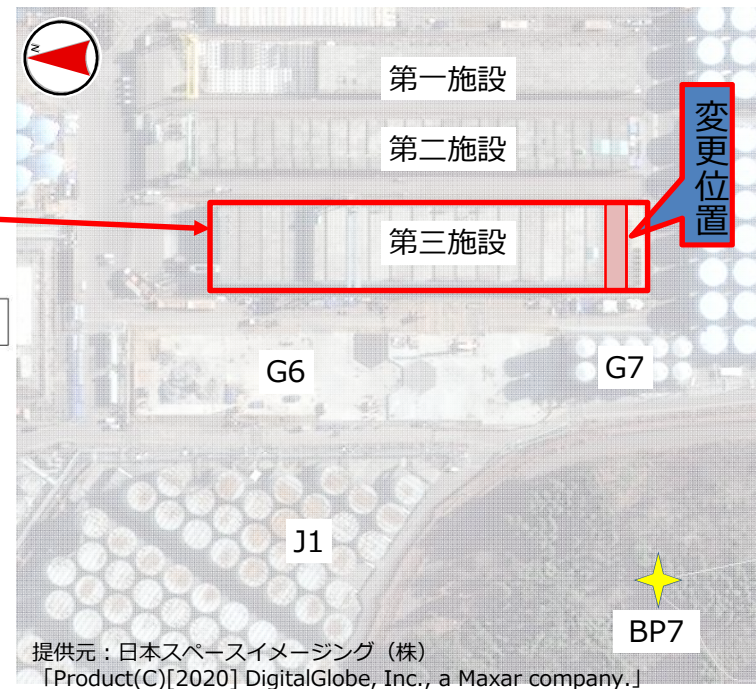 N
第一施設
第二施設
変更位置
第三施設
G6
G7
J1
BP7
提供元：日本スペースイメージング（株）
「Product(C)[2020] DigitalGlobe, Inc., a Maxar company.」